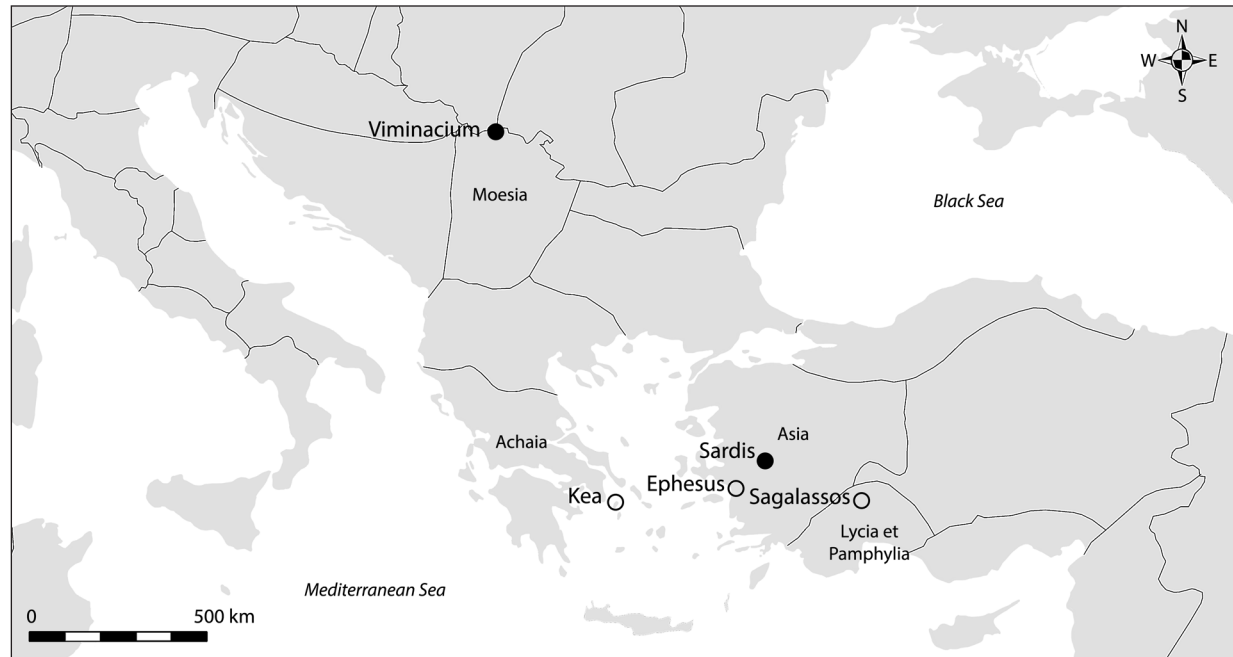 N
W E
S
Viminacium
Moesia
Black Sea
Achaia
Asia
Sardis
Ephesus
Kea
Sagalassos
Lycia et
Pamphylia
Mediterranean Sea
0 500 km